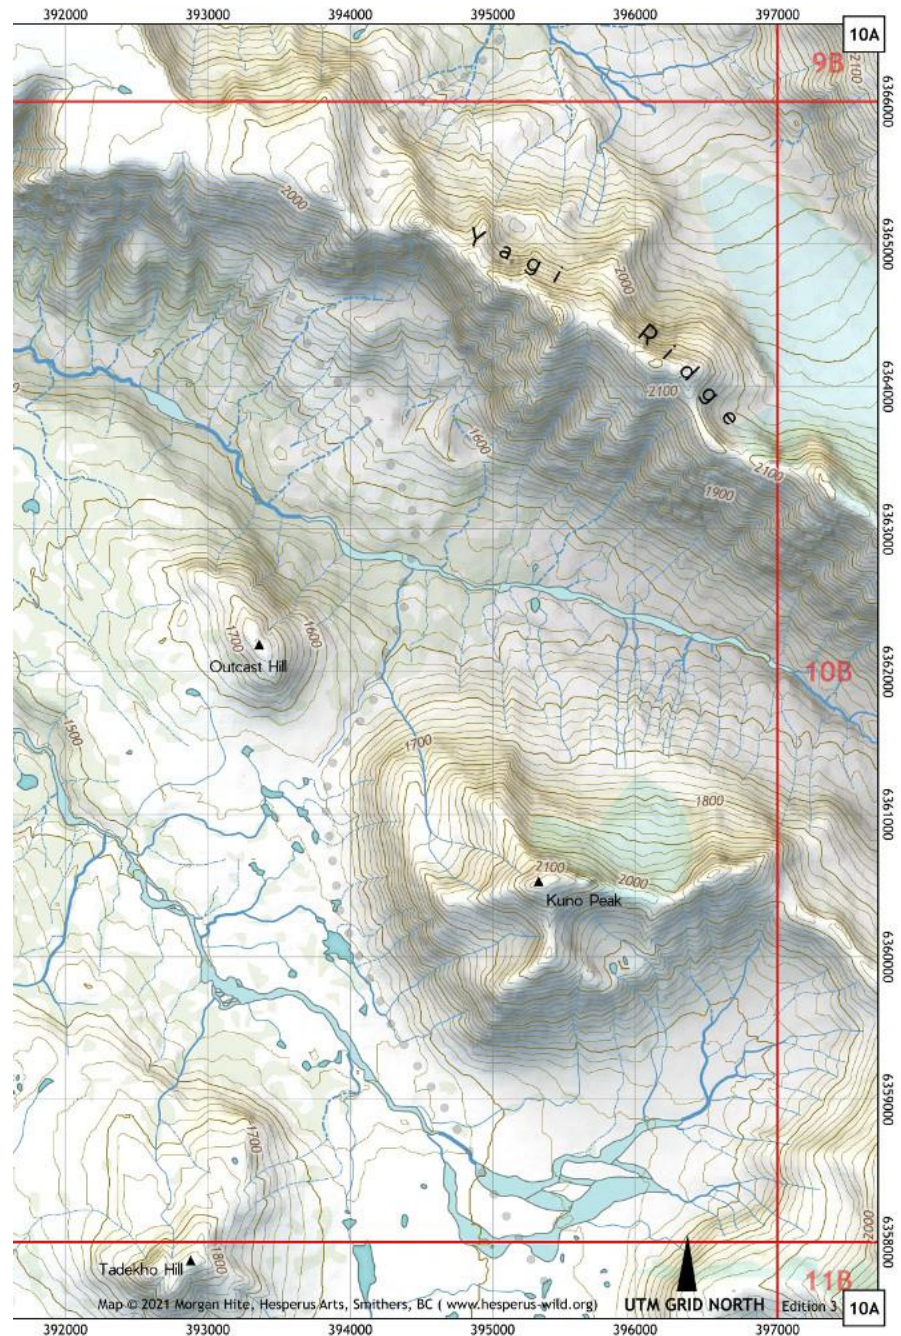 392000 393000 394000 395000 396000 397000
10A
9B
2100
6366000
2000
Yagi
6365000
2000
Ridge
2100
6364000
1600
2100
1900
6363000
1700
1600
Outcast Hill
10B
6362000
1500
1700
1800
6361000
2100
2000
Kuno Peak
6360000
6359000
1700
2000
6358000
1800
Tadekho Hill
11B
Map © 2021 Morgan Hite, Hesperus Arts, Smithers, BC ( www.hesperus-wild.org)
UTM GRID NORTH
Edition 3
10A
392000 393000 394000 395000 396000 397000